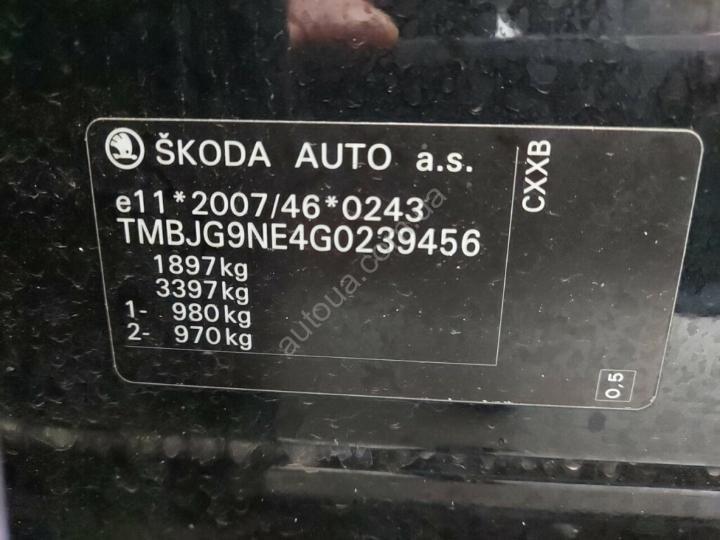 ŠKODA AUTO a.s.
e11*2007/46*0243
TMBJG9NE4G0239456
1897kg
3397kg
1- 980kg
2- 970kg
CXXB
0,5
autoua.com.ua